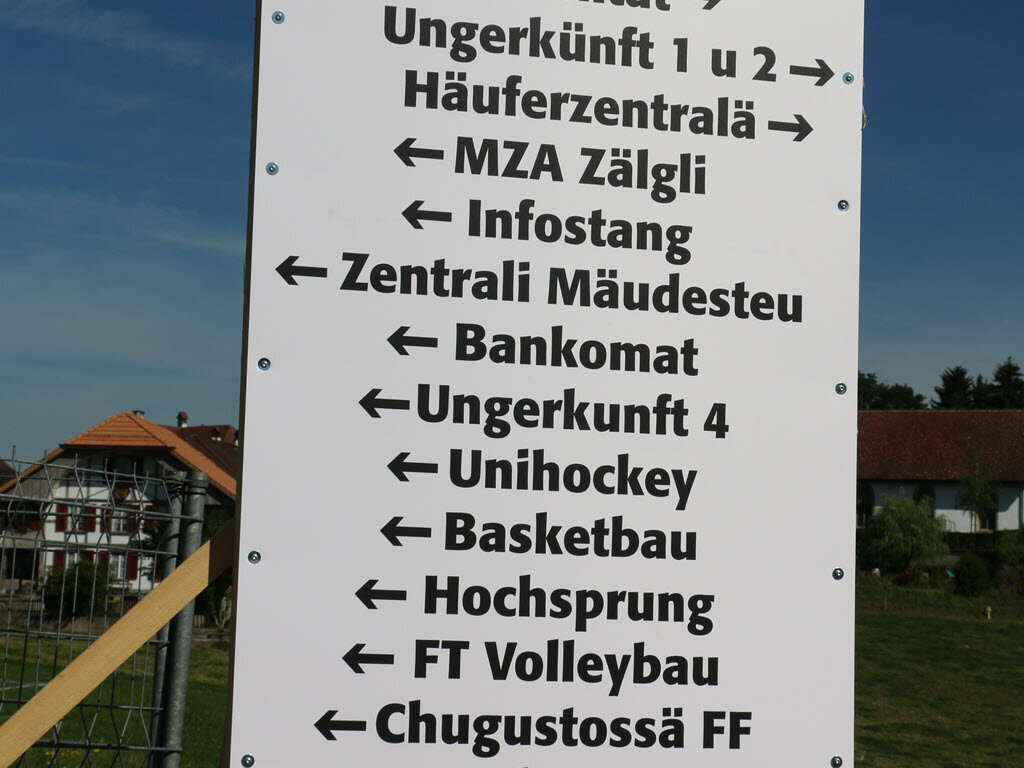 Ungerkünft 1 u 2 →
Häuferzentralä →
← MZA Zälgli
← Infostang
← Zentrali Mäudesteu
← Bankomat
← Ungerkunft 4
← Unihockey
← Basketbau
← Hochsprung
← FT Volleybau
← Chugustossä FF